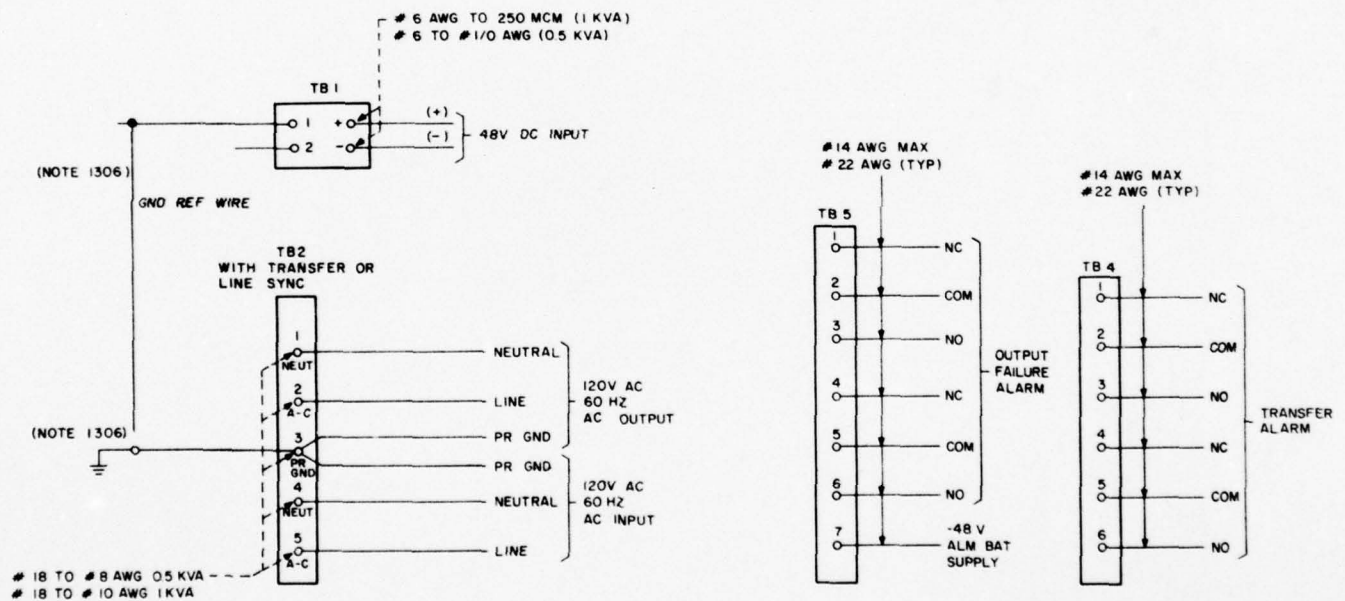 # 6 AWG TO 250 MCM (1 KVA)
# 6 TO #1/0 AWG (0.5 KVA)
TB 1
1 +
(+)
2 -
(-)
48V DC INPUT
(NOTE 1306)
GND REF WIRE
TB2
WITH TRANSFER OR
LINE SYNC
1
NEUT
NEUTRAL
2
A-C
LINE
120V AC
60 HZ
AC OUTPUT
3
PR
GND
PR GND
PR GND
(NOTE 1306)
4
NEUT
NEUTRAL
120V AC
60 HZ
AC INPUT
5
A-C
LINE
# 18 TO #8 AWG 0.5 KVA
# 18 TO #10 AWG 1KVA
#14 AWG MAX
#22 AWG (TYP)
TB 5
1
NC
2
COM
3
NO
4
NC
5
COM
6
NO
OUTPUT
FAILURE
ALARM
7
-48 V
ALM BAT
SUPPLY
#14 AWG MAX
#22 AWG (TYP)
TB 4
1
NC
2
COM
3
NO
4
NC
5
COM
6
NO
TRANSFER
ALARM